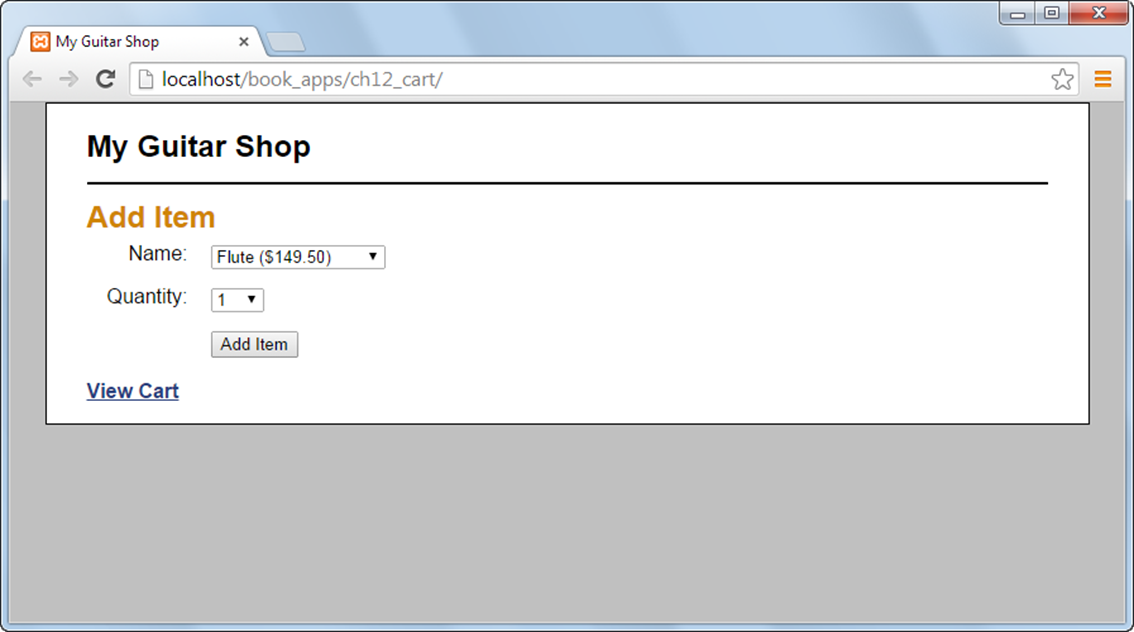 My Guitar Shop
localhost/book_apps/ch12_cart/
My Guitar Shop
Add Item
Name: Flute ($149.50)
Quantity: 1
Add Item
View Cart